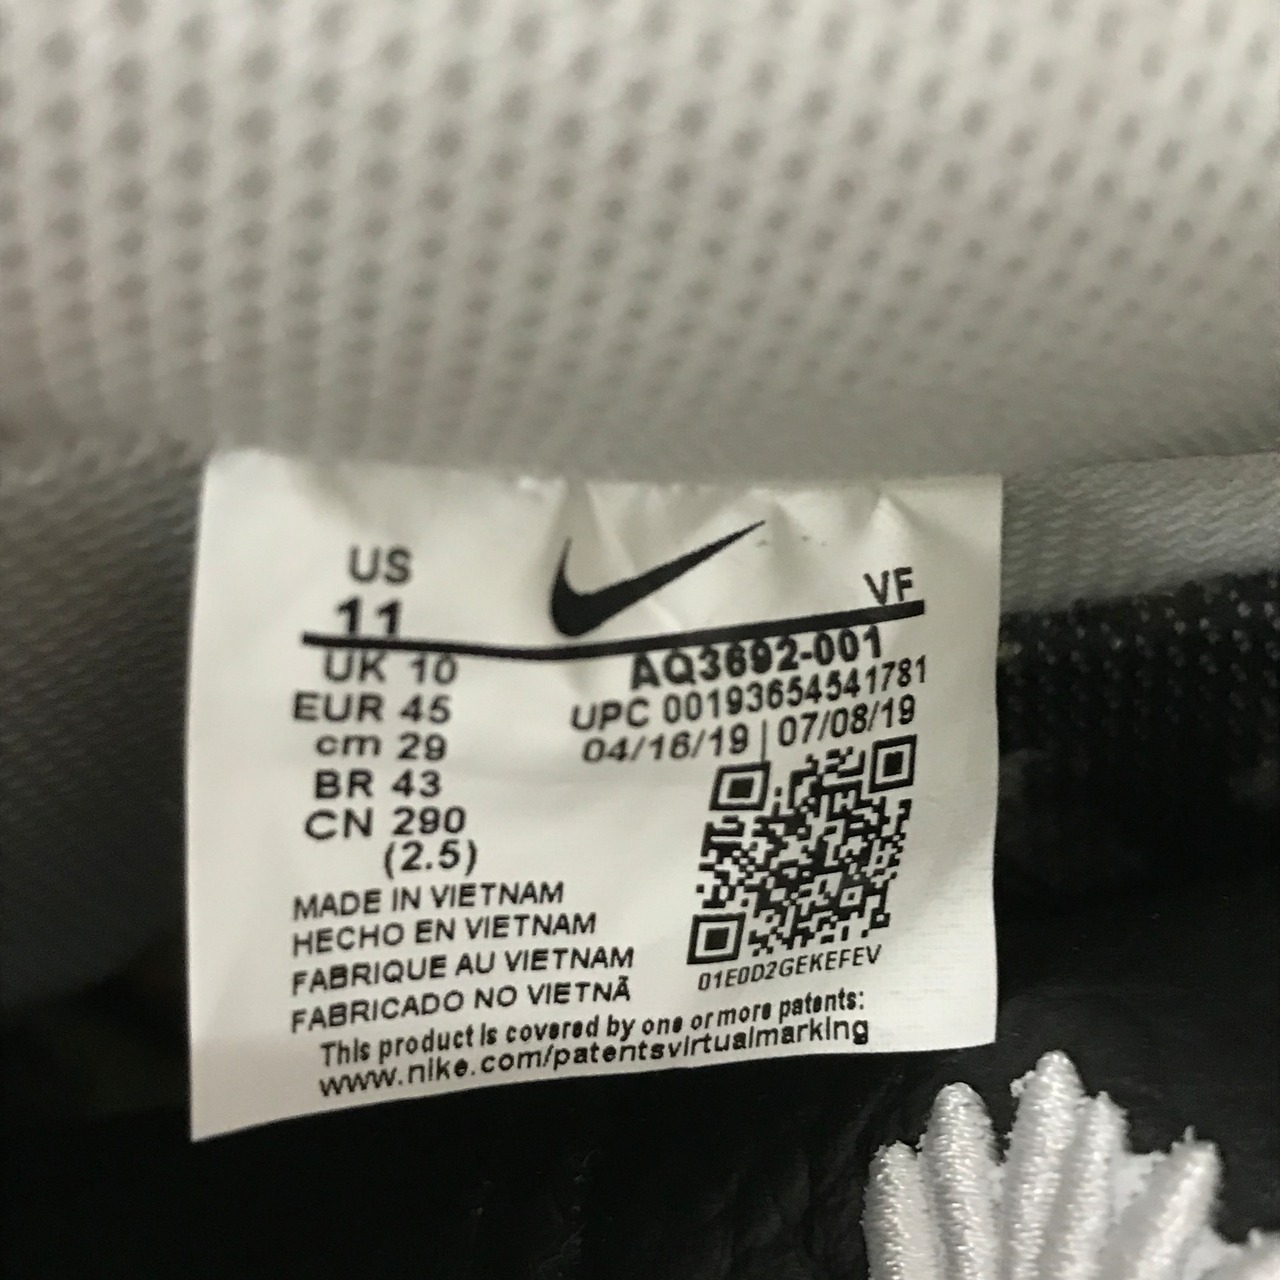 US
11
VF
UK 10
EUR 45
cm 29
BR 43
CN 290
(2.5)
AQ3692-001
UPC 00193654541781
04/16/19 | 07/08/19
01E0D2GEKEFEV
MADE IN VIETNAM
HECHO EN VIETNAM
FABRIQUE AU VIETNAM
FABRICADO NO VIETNÃ
This product is covered by one or more patents:
www.nike.com/patentsvirtualmarking